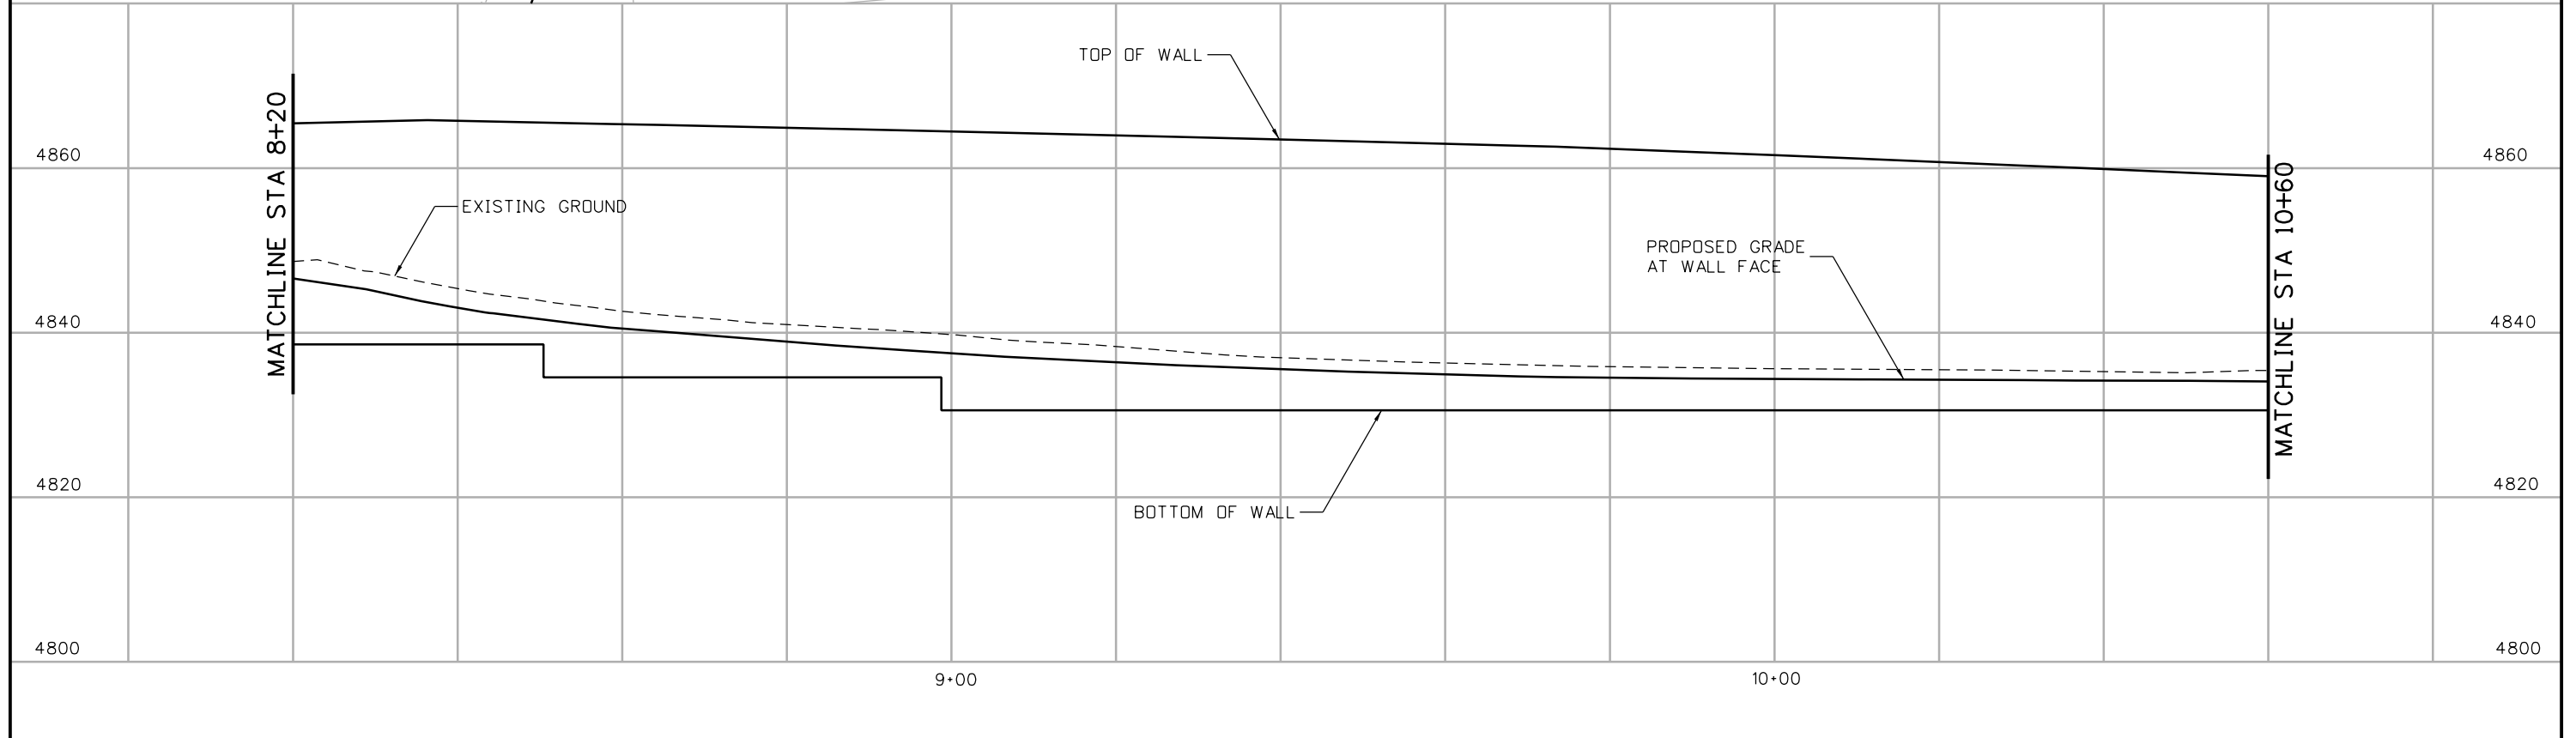 TOP OF WALL
MATCHLINE STA 8+20
4860
4860
EXISTING GROUND
MATCHLINE STA 10+60
PROPOSED GRADE
AT WALL FACE
4840
4840
4820
4820
BOTTOM OF WALL
4800
4800
9+00
10+00